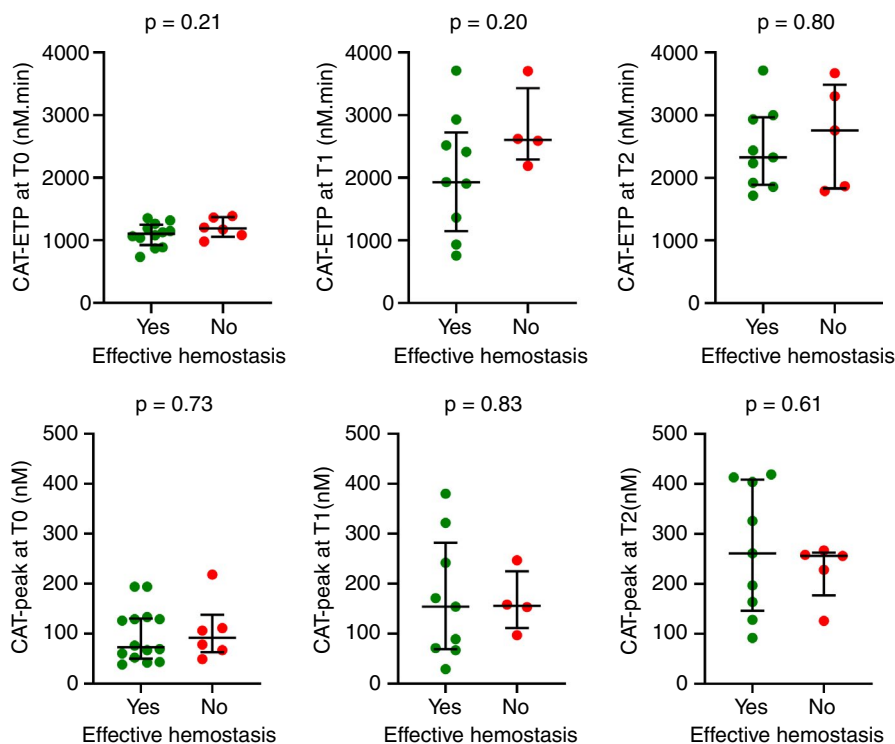 p = 0.21
CAT-ETP at T0 (nM.min)
4000
3000
2000
1000
0
Yes No
Effective hemostasis
p = 0.20
CAT-ETP at T1 (nM.min)
4000
3000
2000
1000
0
Yes No
Effective hemostasis
p = 0.80
CAT-ETP at T2 (nM.min)
4000
3000
2000
1000
0
Yes No
Effective hemostasis
p = 0.73
CAT-peak at T0 (nM)
500
400
300
200
100
0
Yes No
Effective hemostasis
p = 0.83
CAT-peak at T1(nM)
500
400
300
200
100
0
Yes No
Effective hemostasis
p = 0.61
CAT-peak at T2(nM)
500
400
300
200
100
0
Yes No
Effective hemostasis